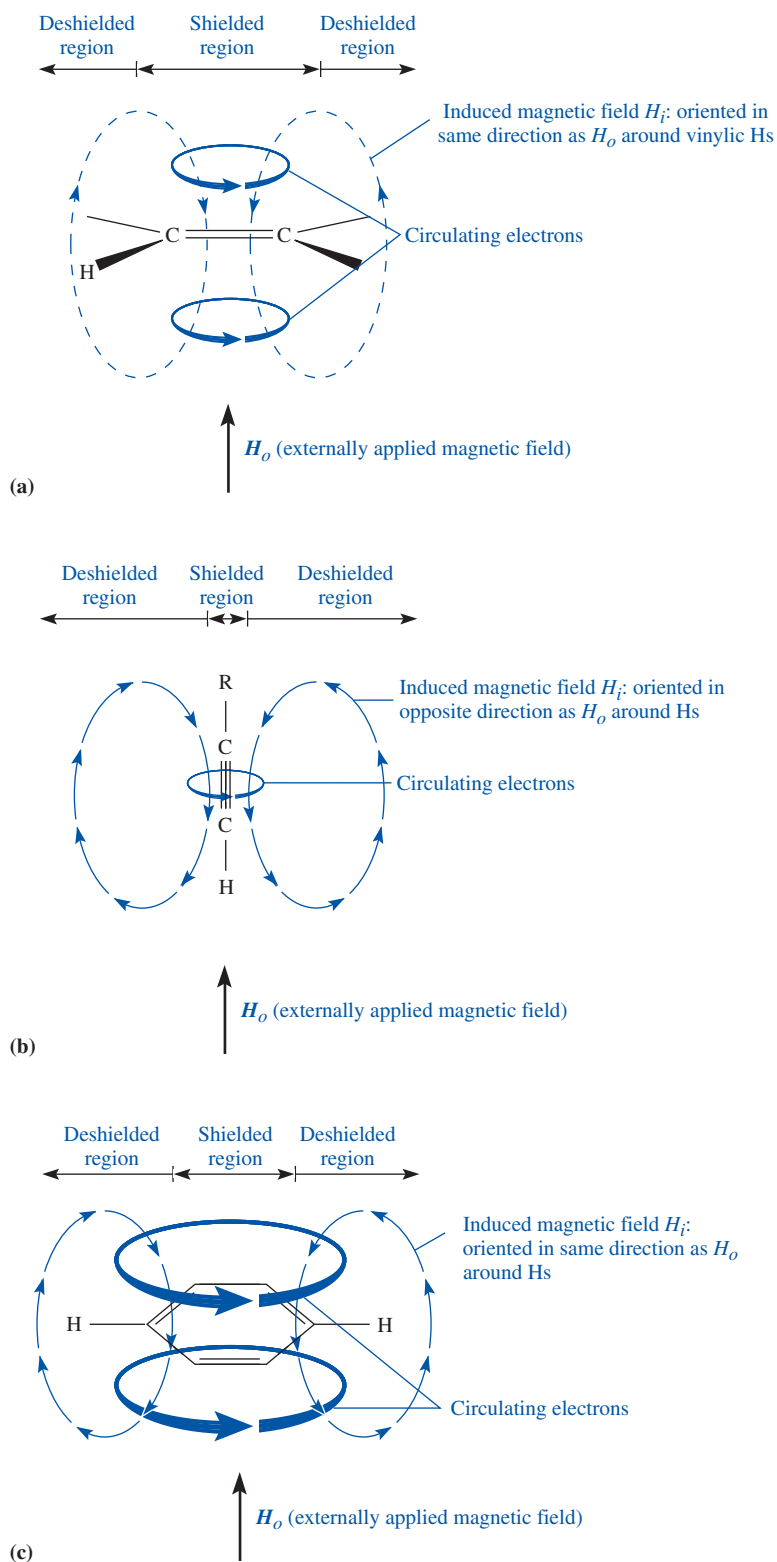 Deshielded region
Shielded region
Deshielded region
Induced magnetic field Hᵢ: oriented in
same direction as Hₒ around vinylic Hs
C
C
Circulating electrons
H
Hₒ (externally applied magnetic field)
(a)
Deshielded region
Shielded region
Deshielded region
R
Induced magnetic field Hᵢ: oriented in
opposite direction as Hₒ around Hs
C
Circulating electrons
C
H
Hₒ (externally applied magnetic field)
(b)
Deshielded region
Shielded region
Deshielded region
Induced magnetic field Hᵢ:
oriented in same direction as Hₒ
around Hs
H
H
Circulating electrons
Hₒ (externally applied magnetic field)
(c)